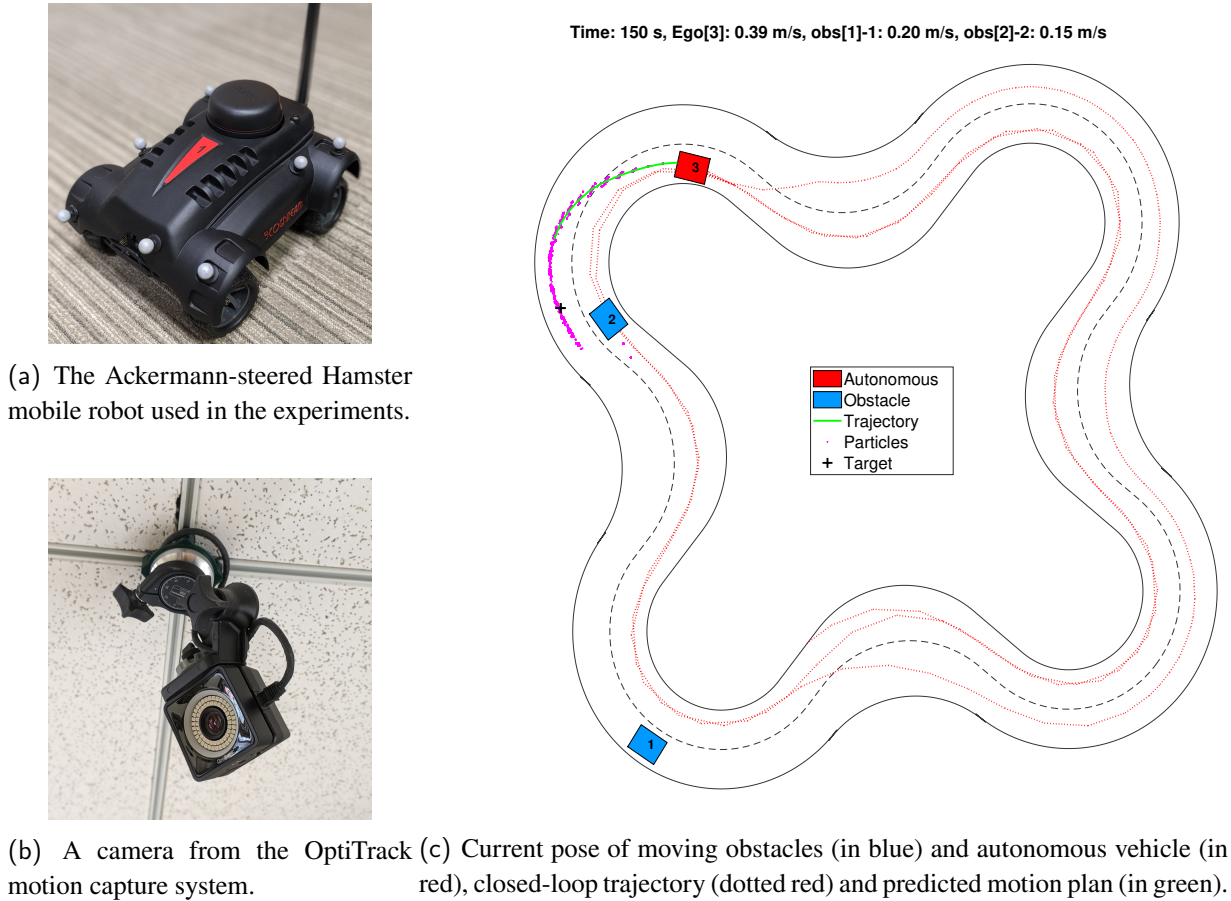 Time: 150 s, Ego[3]: 0.39 m/s, obs[1]-1: 0.20 m/s, obs[2]-2: 0.15 m/s
1
3
2
1
Autonomous
Obstacle
Trajectory
Particles
Target
(a) The Ackermann-steered Hamster
mobile robot used in the experiments.
(b) A camera from the OptiTrack
motion capture system.
(c) Current pose of moving obstacles (in blue) and autonomous vehicle (in
red), closed-loop trajectory (dotted red) and predicted motion plan (in green).